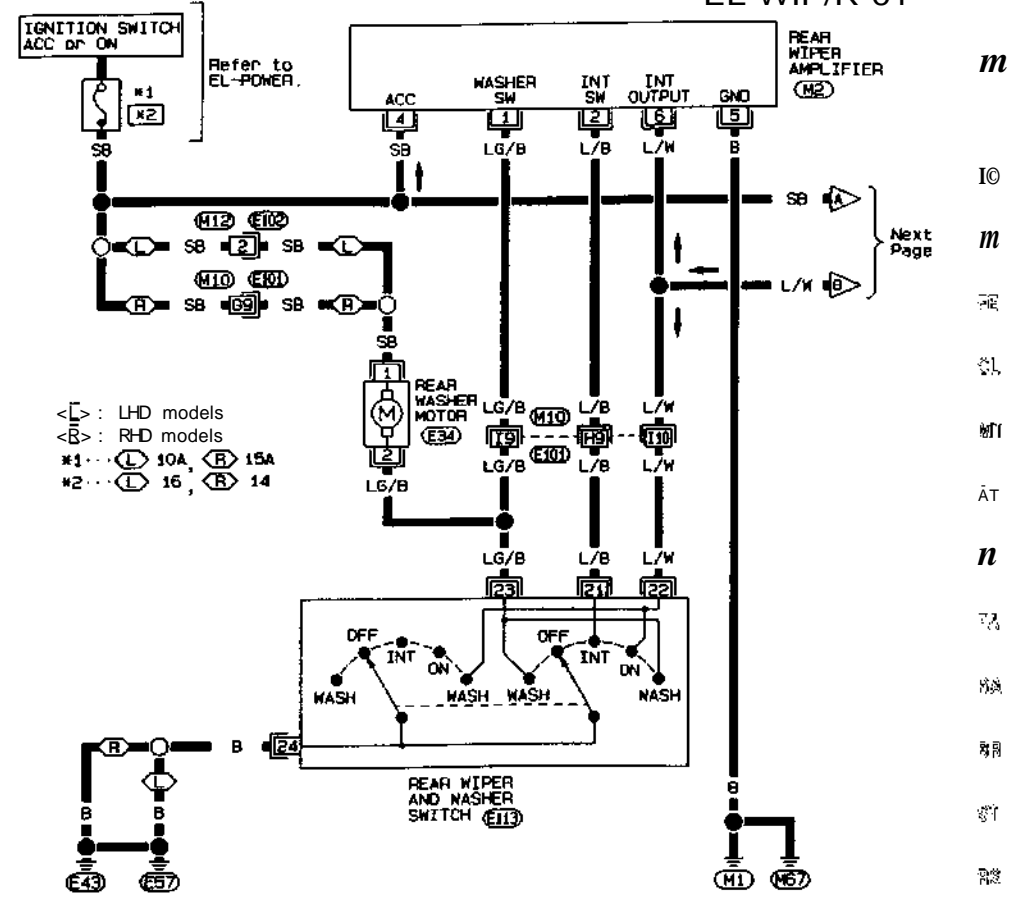 EL-WIP/R-01
IGNITION SWITCH
ACC or ON
Refer to
EL-POWER.
*1
*2
SB
REAR
WIPER
AMPLIFIER
M2
ACC
WASHER
SW
INT
SW
INT
OUTPUT
GND
4
1
2
6
5
SB
LG/B
L/B
L/W
B
SB
A
Next
Page
M12
E102
L
SB
2
SB
L
M10
E101
R
SB
G9
SB
R
L/W
B
SB
1
REAR
WASHER
MOTOR
E34
M
2
LG/B
<L> : LHD models
<R> : RHD models
*1 ··· L 10A, R 15A
*2 ··· L 16, R 14
LG/B
M10
L/B
L/W
I9
H9
I10
E101
LG/B
L/B
L/W
LG/B
L/B
L/W
23
21
22
OFF
INT
ON
WASH
WASH
OFF
INT
ON
WASH
WASH
R
B
24
L
REAR WIPER
AND WASHER
SWITCH E113
B
B
B
E43
E57
M1
M67
m
m
AT
n